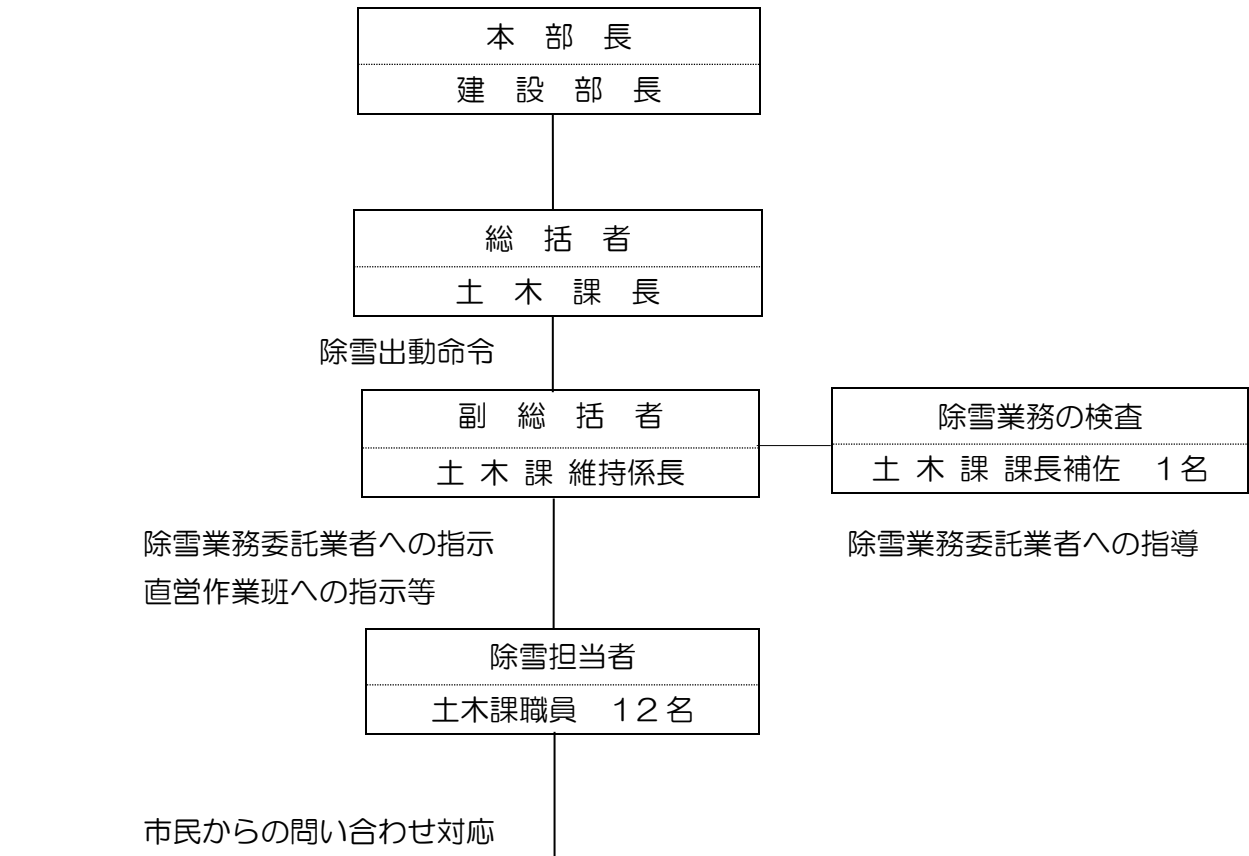 本　部　長
建　設　部　長
総　括　者
土　木　課　長
除雪出動命令
副　総　括　者
土 木 課 維持係長
除雪業務の検査
土 木 課 課長補佐　１名
除雪業務委託業者への指示
直営作業班への指示等
除雪業務委託業者への指導
除雪担当者
土木課職員　１２名
市民からの問い合わせ対応